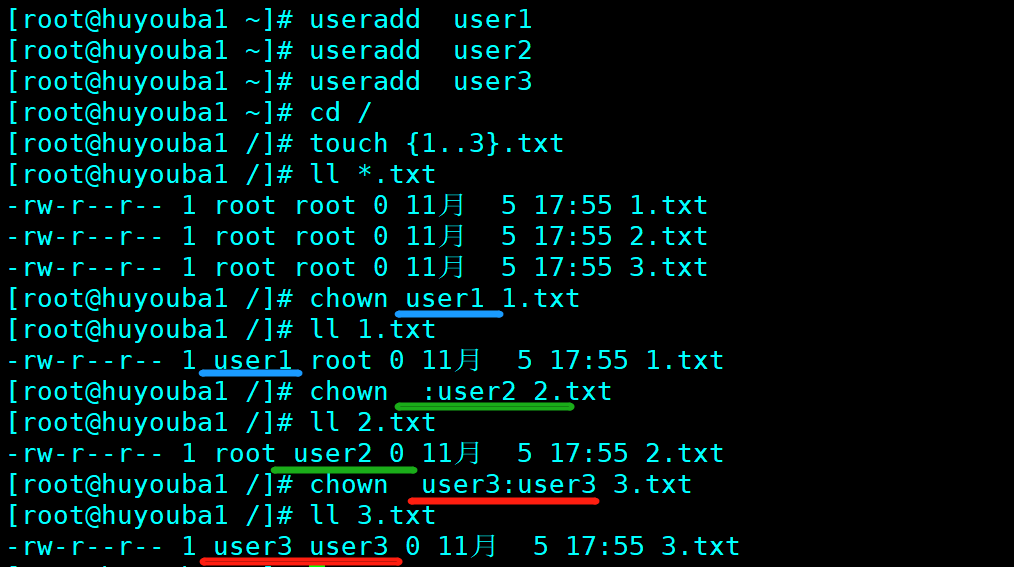 [root@huyouba1 ~]# useradd  user1
[root@huyouba1 ~]# useradd  user2
[root@huyouba1 ~]# useradd  user3
[root@huyouba1 ~]# cd /
[root@huyouba1 /]# touch {1..3}.txt
[root@huyouba1 /]# ll *.txt
-rw-r--r-- 1 root root 0 11月  5 17:55 1.txt
-rw-r--r-- 1 root root 0 11月  5 17:55 2.txt
-rw-r--r-- 1 root root 0 11月  5 17:55 3.txt
[root@huyouba1 /]# chown user1 1.txt
[root@huyouba1 /]# ll 1.txt
-rw-r--r-- 1 user1 root 0 11月  5 17:55 1.txt
[root@huyouba1 /]# chown  :user2 2.txt
[root@huyouba1 /]# ll 2.txt
-rw-r--r-- 1 root user2 0 11月  5 17:55 2.txt
[root@huyouba1 /]# chown  user3:user3 3.txt
[root@huyouba1 /]# ll 3.txt
-rw-r--r-- 1 user3 user3 0 11月  5 17:55 3.txt